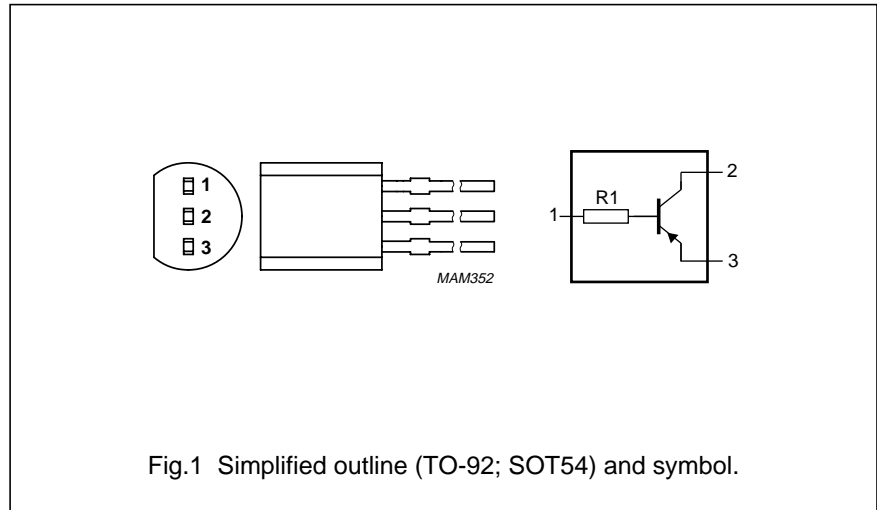 1
2
3
MAM352
R1
1
2
3
Fig.1 Simplified outline (TO-92; SOT54) and symbol.